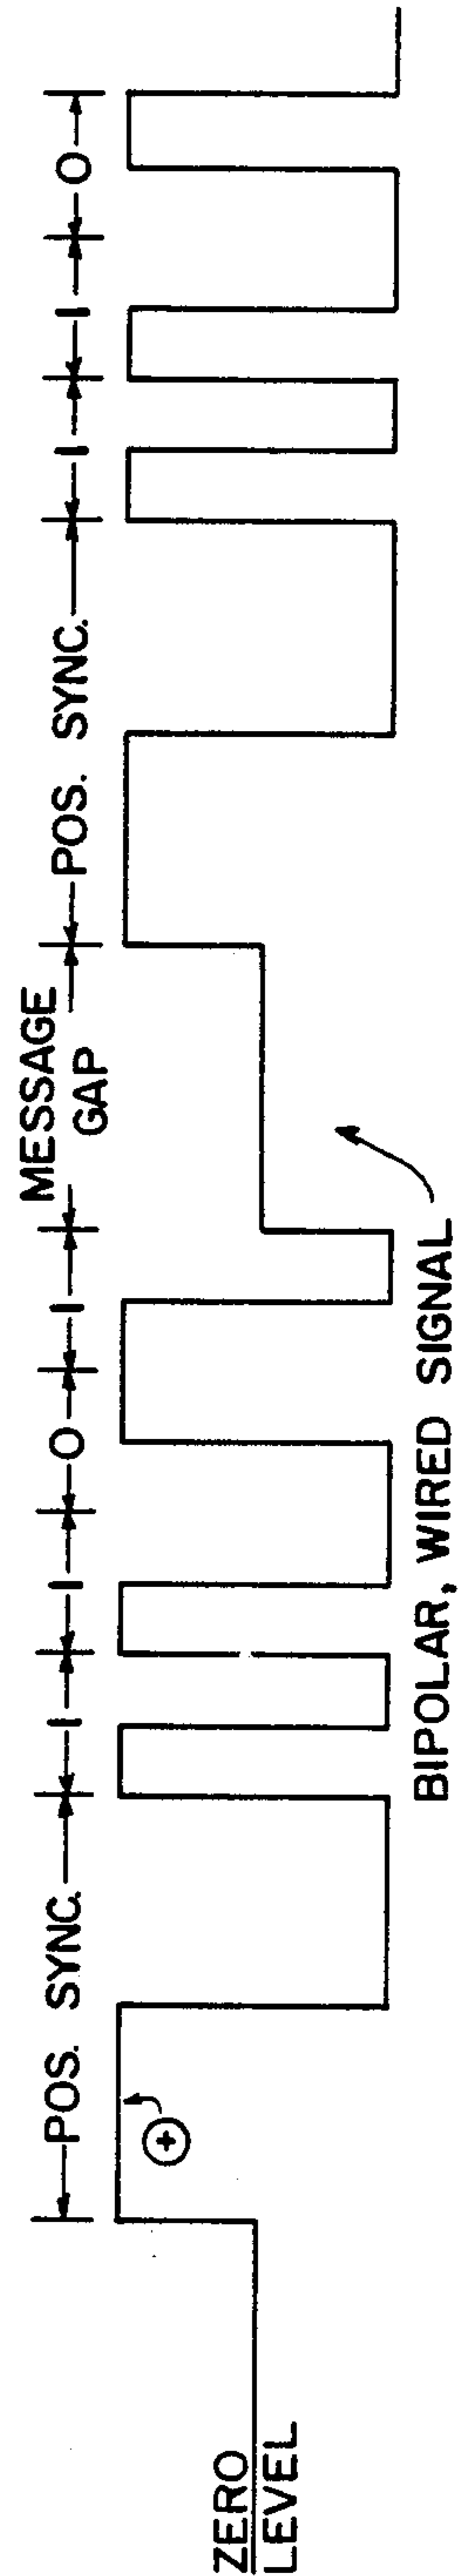 POS. SYNC. 1 1 0 1 MESSAGE GAP POS. SYNC. 1 1 0
+
ZERO
LEVEL
BIPOLAR, WIRED SIGNAL